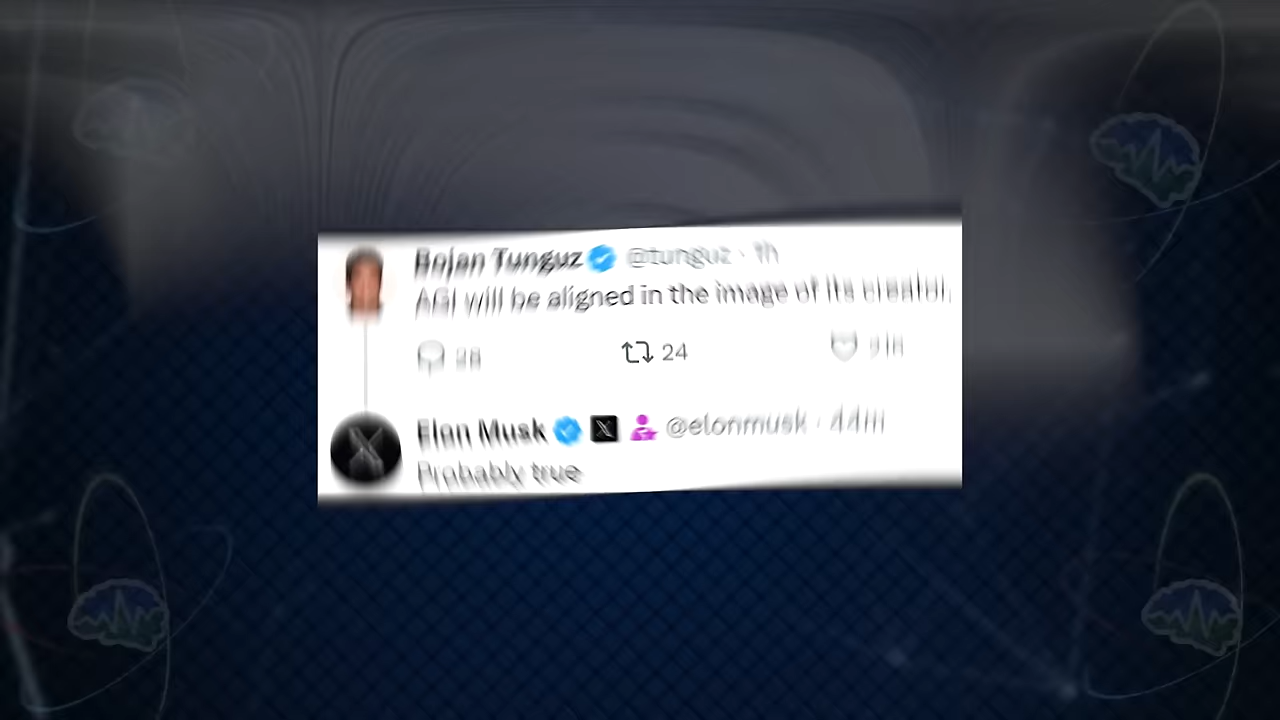 Bojan Tunguz @tunguz · 1h
AGI will be aligned in the image of its creator.
28 24
Elon Musk @elonmusk · 44m
Probably true